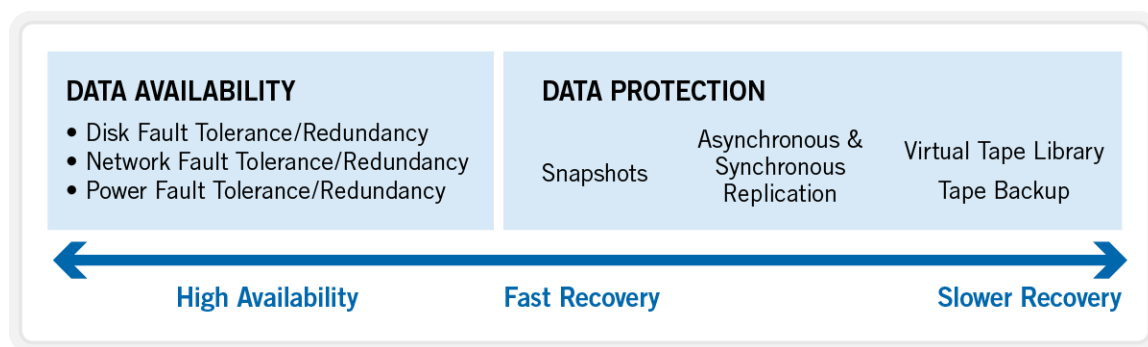 DATA AVAILABILITY
• Disk Fault Tolerance/Redundancy
• Network Fault Tolerance/Redundancy
• Power Fault Tolerance/Redundancy
DATA PROTECTION
Snapshots
Asynchronous &
Synchronous
Replication
Virtual Tape Library
Tape Backup
High Availability
Fast Recovery
Slower Recovery